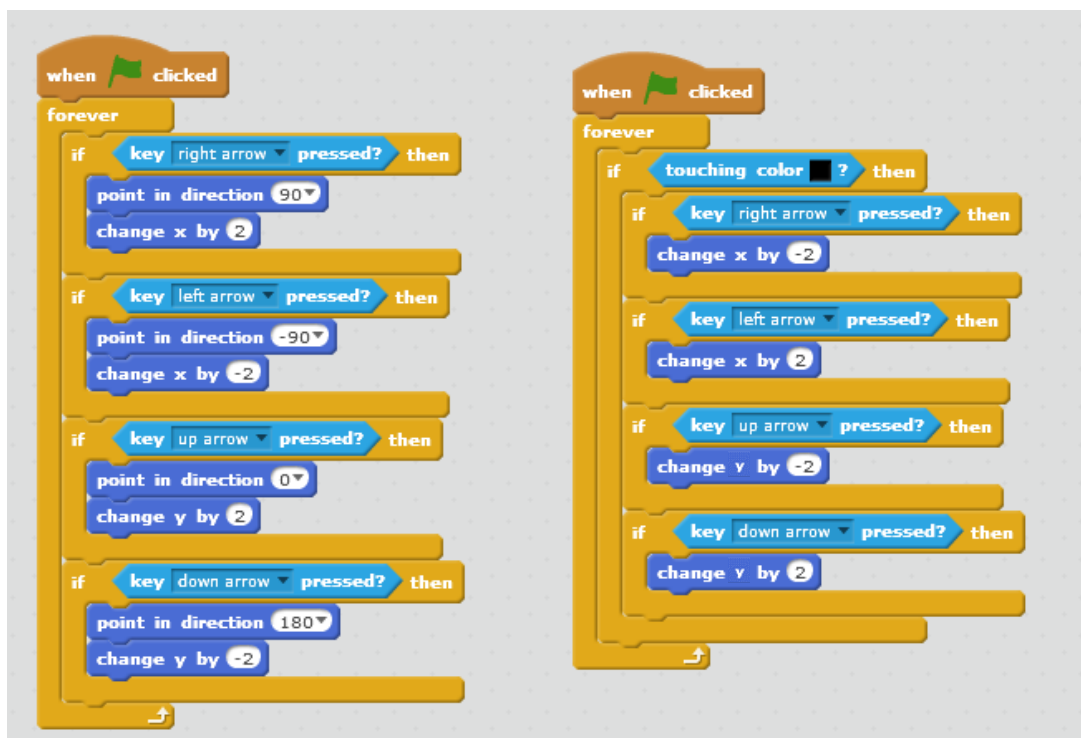 when clicked
forever
if key right arrow pressed? then
point in direction 90
change x by 2
if key left arrow pressed? then
point in direction -90
change x by -2
if key up arrow pressed? then
point in direction 0
change y by 2
if key down arrow pressed? then
point in direction 180
change y by -2
when clicked
forever
if touching color ? then
if key right arrow pressed? then
change x by -2
if key left arrow pressed? then
change x by 2
if key up arrow pressed? then
change y by -2
if key down arrow pressed? then
change y by 2